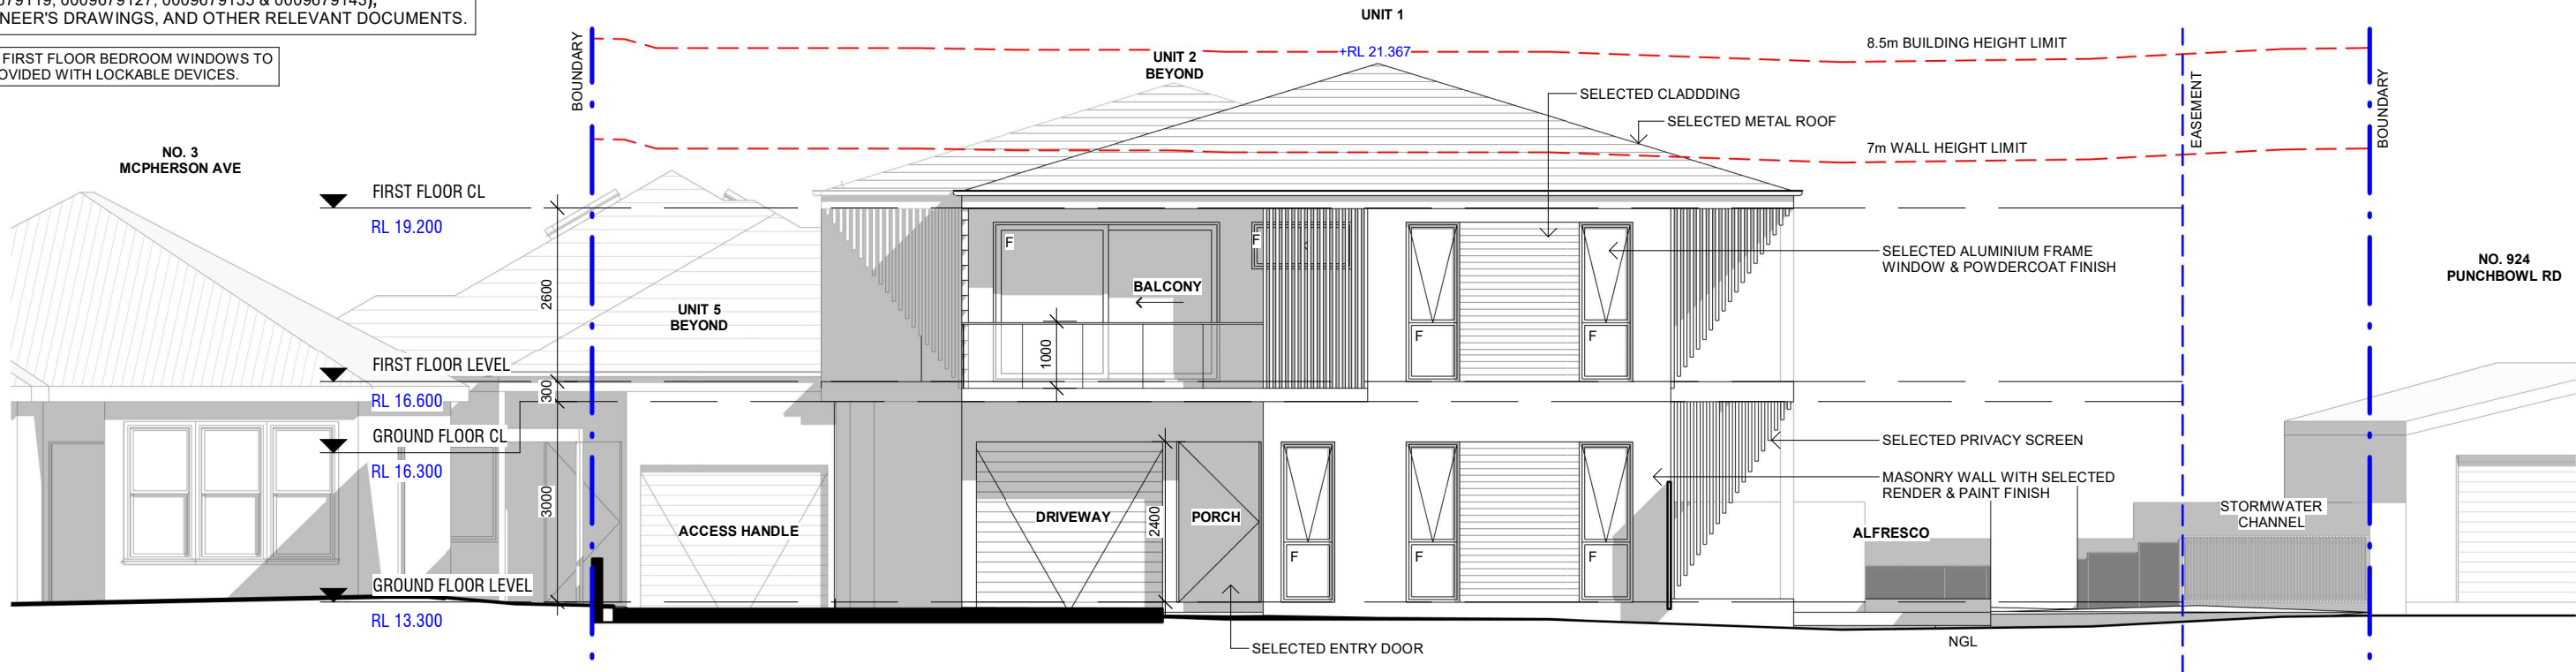 NEER'S DRAWINGS, AND OTHER RELEVANT DOCUMENTS.
FIRST FLOOR BEDROOM WINDOWS TO
OVIDED WITH LOCKABLE DEVICES.
UNIT 1
BOUNDARY
UNIT 2
BEYOND
+RL 21.367
8.5m BUILDING HEIGHT LIMIT
EASEMENT
BOUNDARY
SELECTED CLADDDING
SELECTED METAL ROOF
7m WALL HEIGHT LIMIT
NO. 3
MCPHERSON AVE
FIRST FLOOR CL
RL 19.200
2600
F
F
BALCONY
SELECTED ALUMINIUM FRAME
WINDOW & POWDERCOAT FINISH
NO. 924
PUNCHBOWL RD
UNIT 5
BEYOND
F
F
1000
FIRST FLOOR LEVEL
RL 16.600
300
GROUND FLOOR CL
RL 16.300
SELECTED PRIVACY SCREEN
MASONRY WALL WITH SELECTED
RENDER & PAINT FINISH
3000
ACCESS HANDLE
DRIVEWAY
2400
PORCH
STORMWATER
CHANNEL
ALFRESCO
F
F
F
GROUND FLOOR LEVEL
RL 13.300
NGL
SELECTED ENTRY DOOR